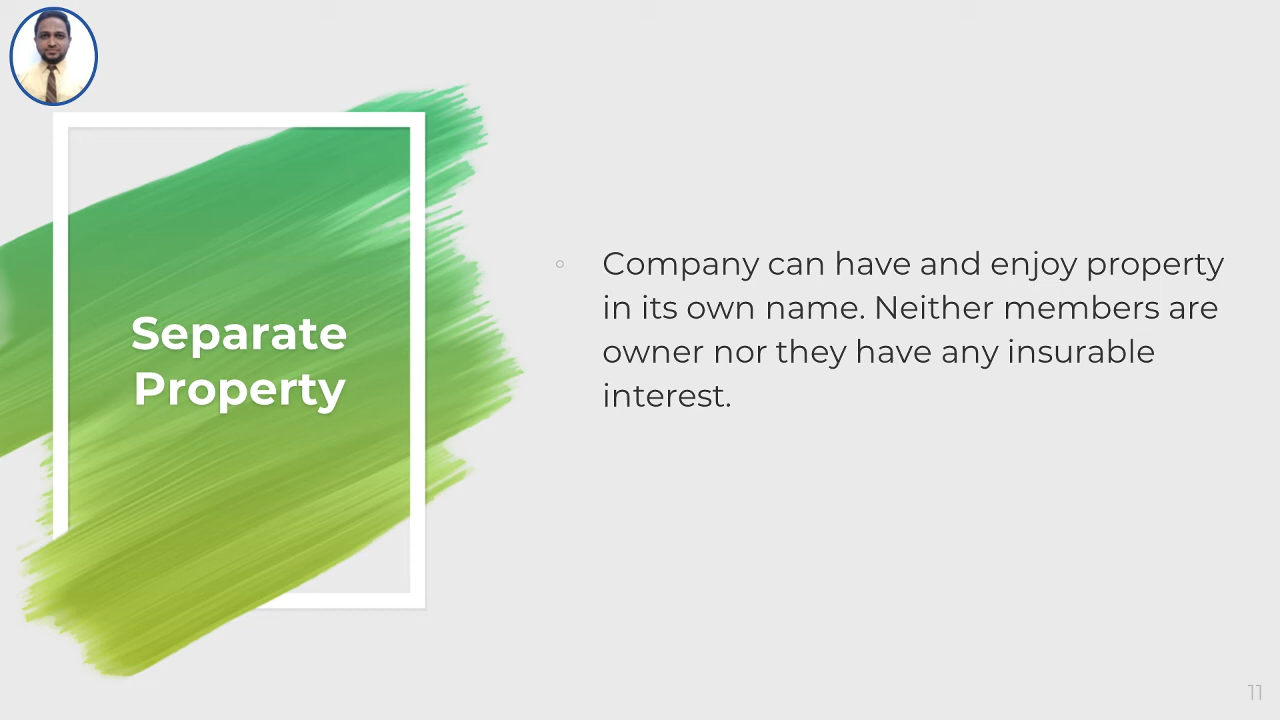 Separate
Property
Company can have and enjoy property
in its own name. Neither members are
owner nor they have any insurable
interest.
11